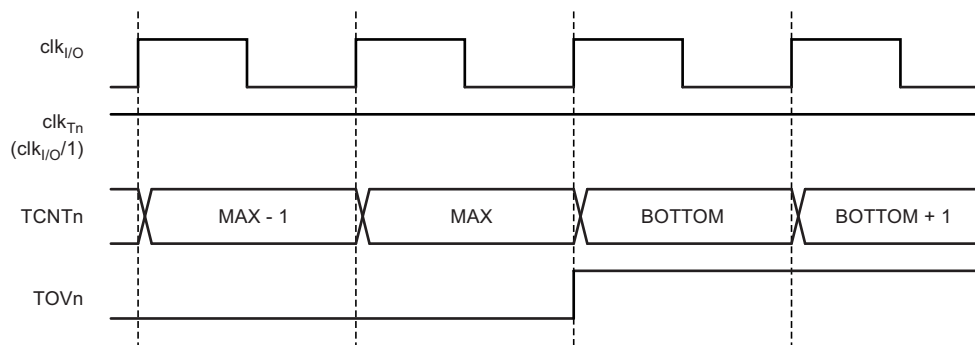 clkI/O
clkTn
(clkI/O/1)
TCNTn MAX - 1 MAX BOTTOM BOTTOM + 1
TOVn